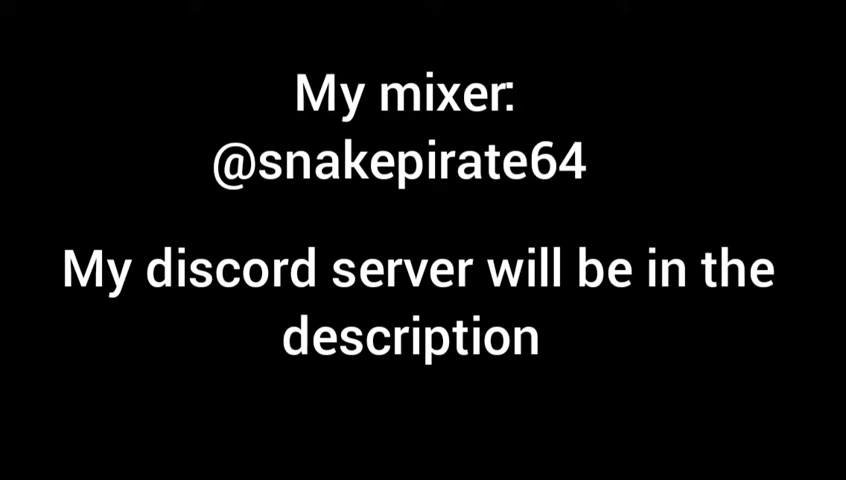 My mixer:
@snakepirate64
My discord server will be in the
description